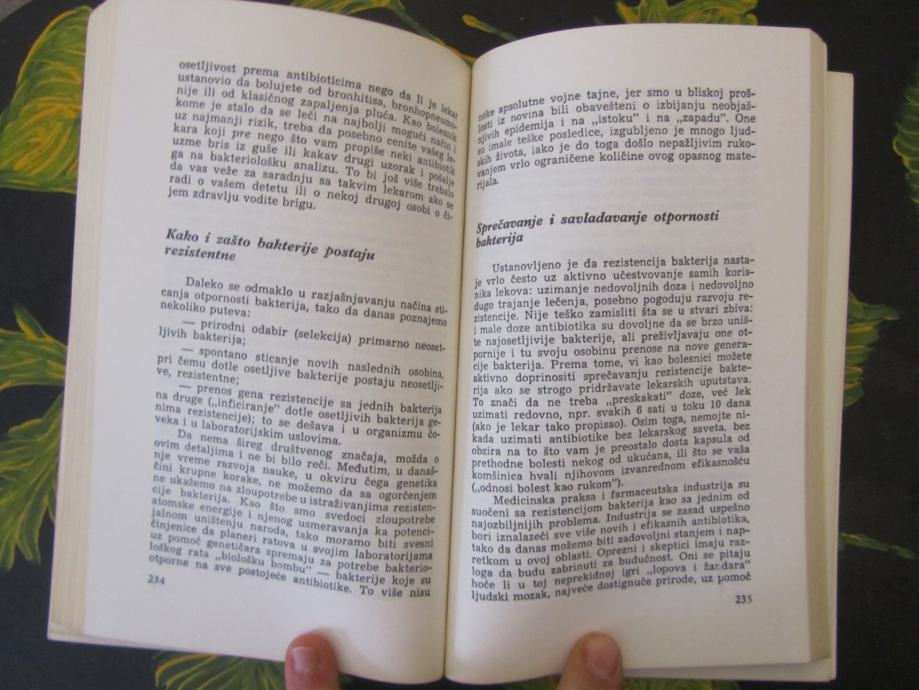 osetljivost prema antibioticima nego da li je lekar
ustanovio da bolujete od bronhitisa, bronhopneumo-
nije ili od klasičnog zapaljenja pluća. Kao bolesnik
kome je stalo da se leči na najbolji mogući način i
uz najmanji rizik, treba da posebno cenite vašeg le-
kara koji pre nego što vam propiše neki antibiotik
uzme bris iz guše ili kakav drugi uzorak i pošalje
ga na bakteriološku analizu. To bi još više trebalo
da vas veže za saradnju sa takvim lekarom ako se
radi o vašem detetu ili o nekoj drugoj osobi o či-
jem zdravlju vodite brigu.
Kako i zašto bakterije postaju
rezistentne
Daleko se odmaklo u razjašnjavanju načina sti-
canja otpornosti bakterija, tako da danas poznajemo
nekoliko puteva:
— prirodni odabir (selekcija) primarno neoset-
ljivih bakterija;
— spontano sticanje novih naslednih osobina,
pri čemu dotle osetljive bakterije postaju neosetlji-
ve, rezistentne;
— prenos gena rezistencije sa jednih bakterija
na druge („inficiranje" dotle osetljivih bakterija ge-
nima rezistencije); to se dešava i u organizmu čo-
veka i u laboratorijskim uslovima.
Da nema šireg društvenog značaja, možda o
ovim detaljima i ne bi bilo reči. Međutim, u današ-
nje vreme razvoja nauke, u okviru čega genetika
čini krupne korake, ne možemo da sa ogorčenjem
ne ukažemo na zloupotrebe u istraživanjima rezisten-
cije bakterija. Kao što smo svedoci zloupotrebe
atomske energije i njenog usmeravanja ka potenci-
jalnom uništenju naroda, tako moramo biti svesni
činjenice da planeri ratova u svojim laboratorijama
uz pomoć genetičara spremaju za potrebe bakterio-
loškog rata „biološku bombu" — bakterije koje su
otporne na sve postojeće antibiotike. To više nisu
234
neke apsolutne vojne tajne, jer smo u bliskoj proš-
losti iz novina bili obavešteni o izbijanju neobjaš-
njivih epidemija i na „istoku" i na „zapadu". One
su imale teške posledice, izgubljeno je mnogo ljud-
skih života, iako je do toga došlo nepažljivim ruko-
vanjem vrlo ograničene količine ovog opasnog mate-
rijala.
Sprečavanje i savlađavanje otpornosti
bakterija
Ustanovljeno je da rezistencija bakterija nasta-
je vrlo često uz aktivno učestvovanje samih koris-
nika lekova: uzimanje nedovoljnih doza i nedovoljno
dugo trajanje lečenja, posebno pogoduju razvoju re-
zistencije. Nije teško zamisliti šta se u stvari zbiva:
i male doze antibiotika su dovoljne da se brzo uniš-
te najosetljivije bakterije, ali preživljavaju one ot-
pornije i tu svoju osobinu prenose na nove genera-
cije bakterija. Prema tome, vi kao bolesnici možete
aktivno doprinositi sprečavanju rezistencije bakte-
rija ako se strogo pridržavate lekarskih uputstava.
To znači da ne treba „preskakati" doze, već lek
uzimati redovno, npr. svakih 6 sati u toku 10 dana
(ako je lekar tako propisao). Osim toga, nemojte ni-
kada uzimati antibiotike bez lekarskog saveta, bez
obzira na to što vam je preostalo dosta kapsula od
prethodne bolesti nekog od ukućana, ili što se vaša
komšinica hvali njihovom izvanrednom efikasnošću
(„odnosi bolest kao rukom").
Medicinska praksa i farmaceutska industrija su
suočeni sa rezistencijom bakterija kao sa jednim od
najozbiljnijih problema. Industrija se zasad uspešno
bori iznalazeći sve više novih i efikasnih antibiotika,
tako da danas možemo biti zadovoljni stanjem i nap-
retkom u ovoj oblasti. Oprezni i skeptici imaju raz-
loga da budu zabrinuti za budućnost. Oni se pitaju
hoće li u toj neprekidnoj igri „lopova i žandara"
ljudski mozak, najveće dostignuće prirode, uz pomoć
235